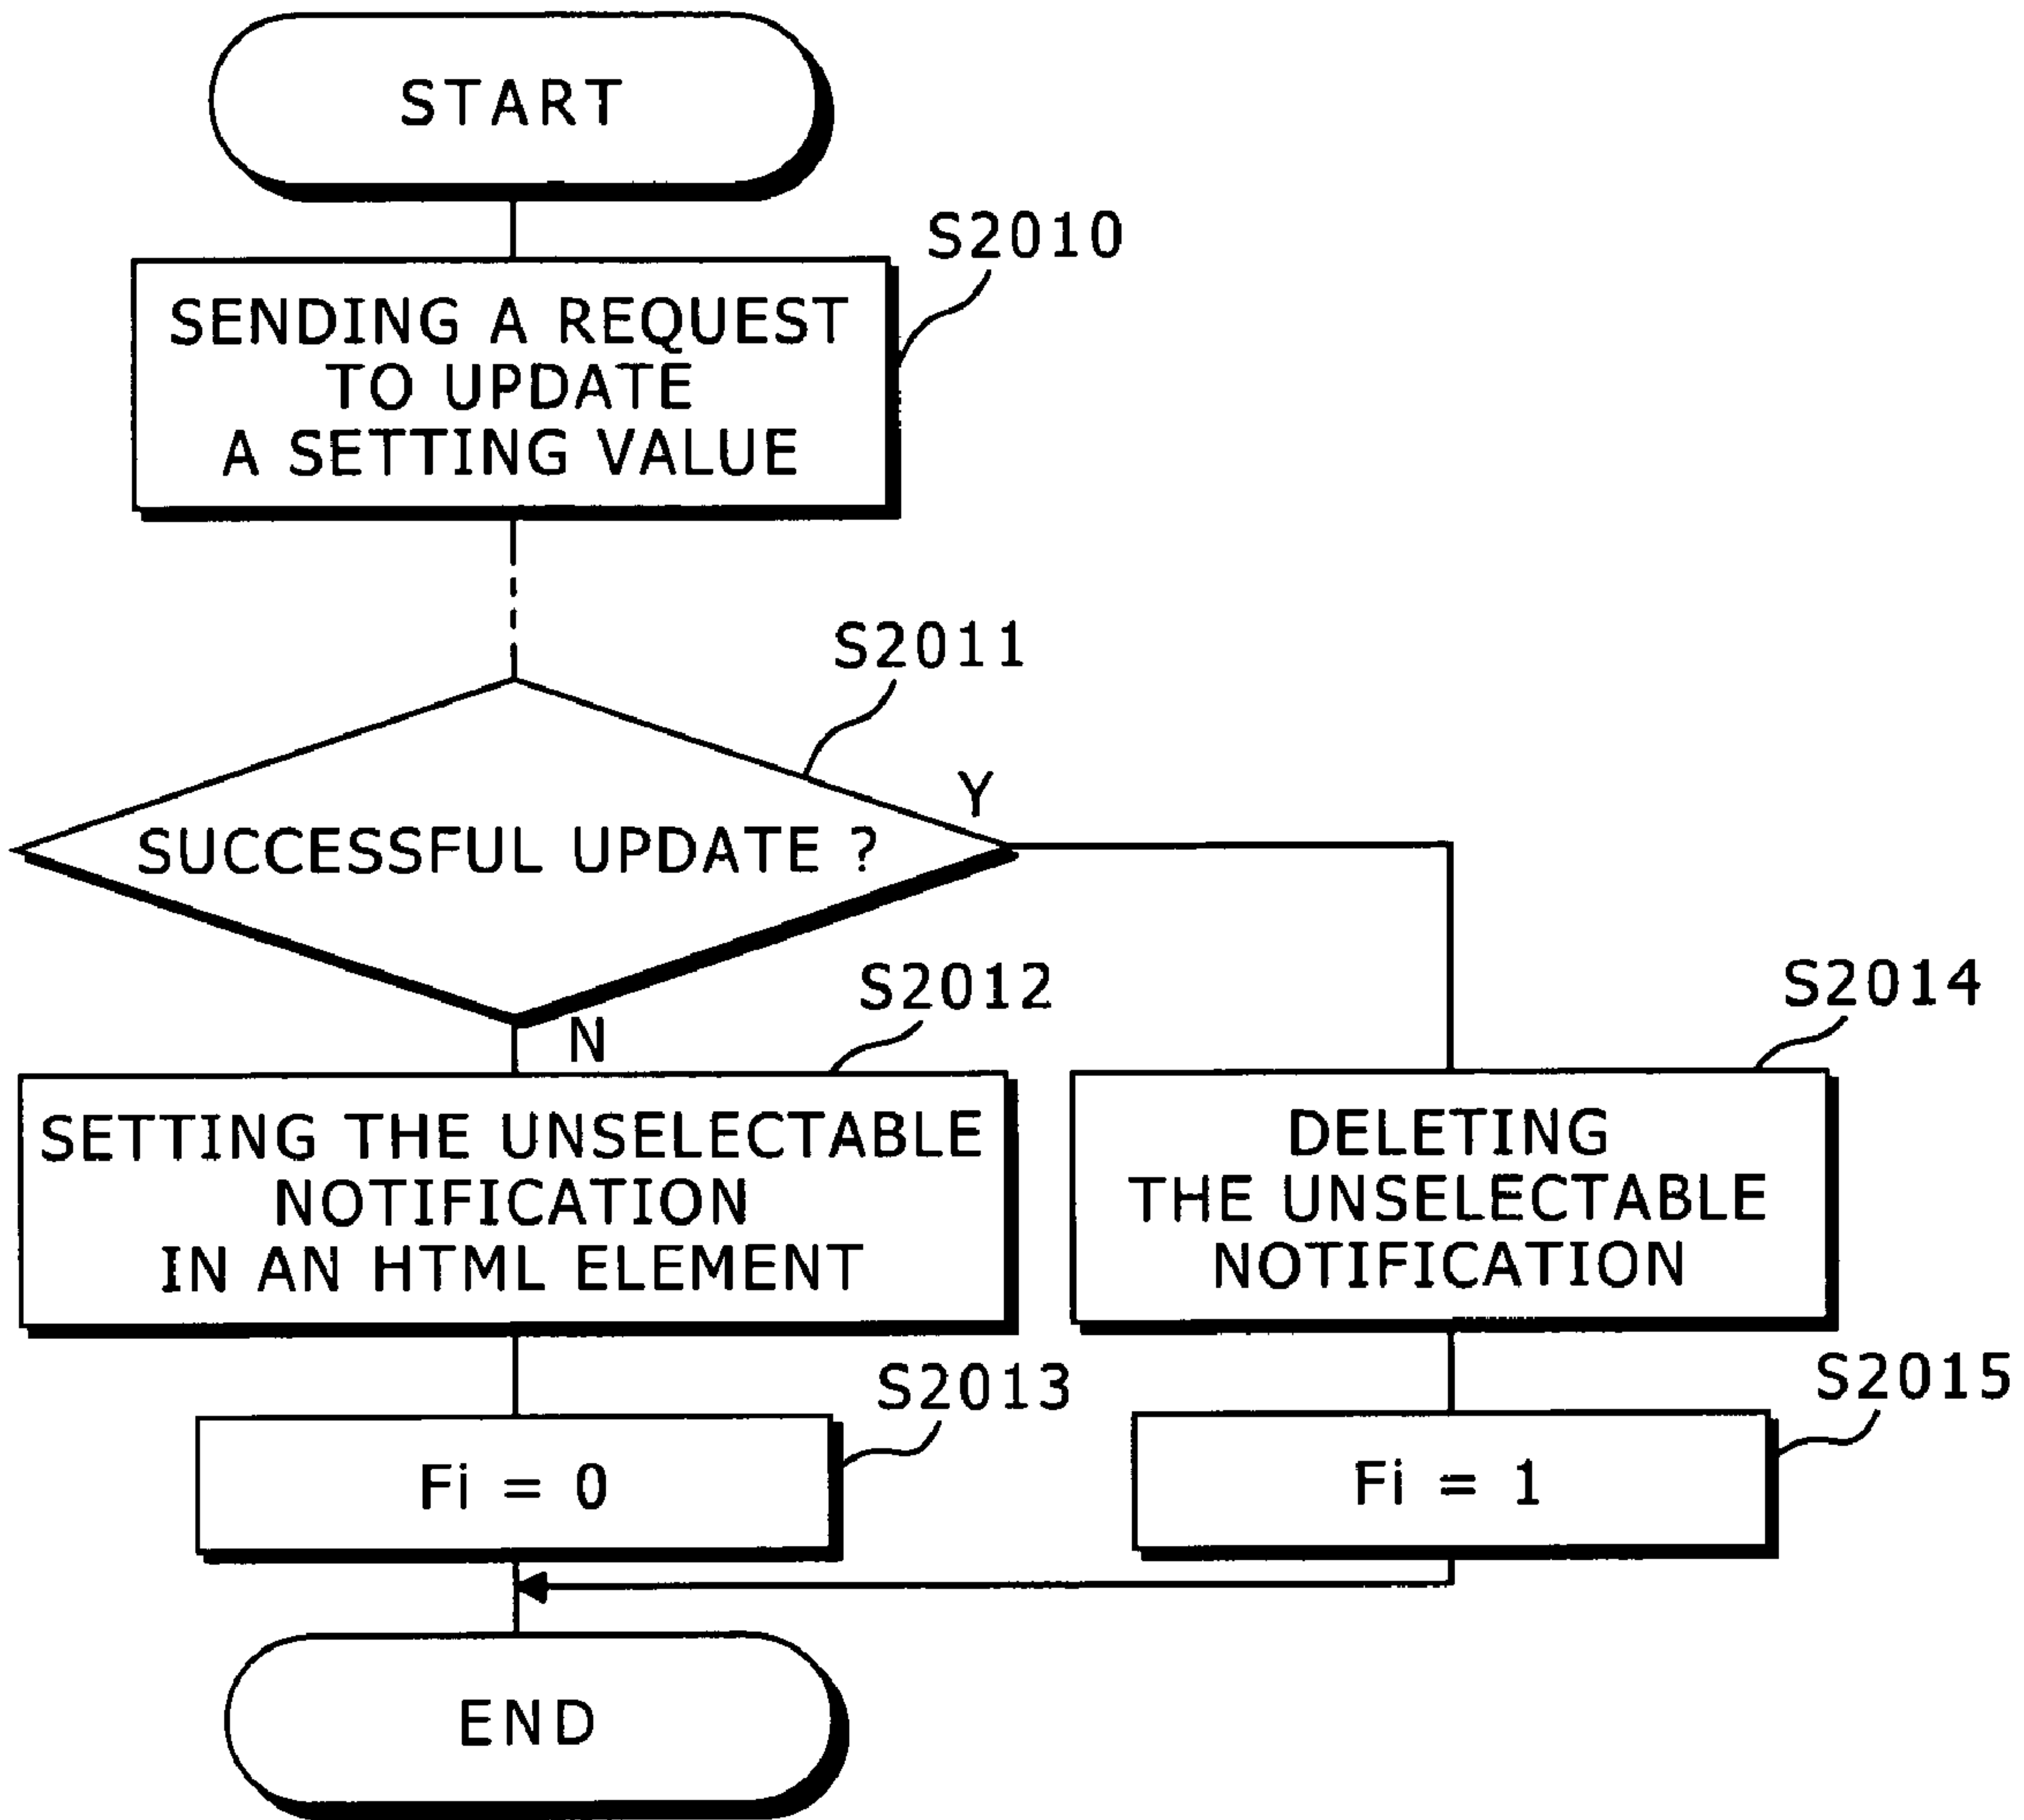 START
S2010
SENDING A REQUEST
TO UPDATE
A SETTING VALUE
S2011
Y
SUCCESSFUL UPDATE ?
N
S2012
S2014
SETTING THE UNSELECTABLE
NOTIFICATION
IN AN HTML ELEMENT
DELETING
THE UNSELECTABLE
NOTIFICATION
S2013
S2015
Fi = 0
Fi = 1
END